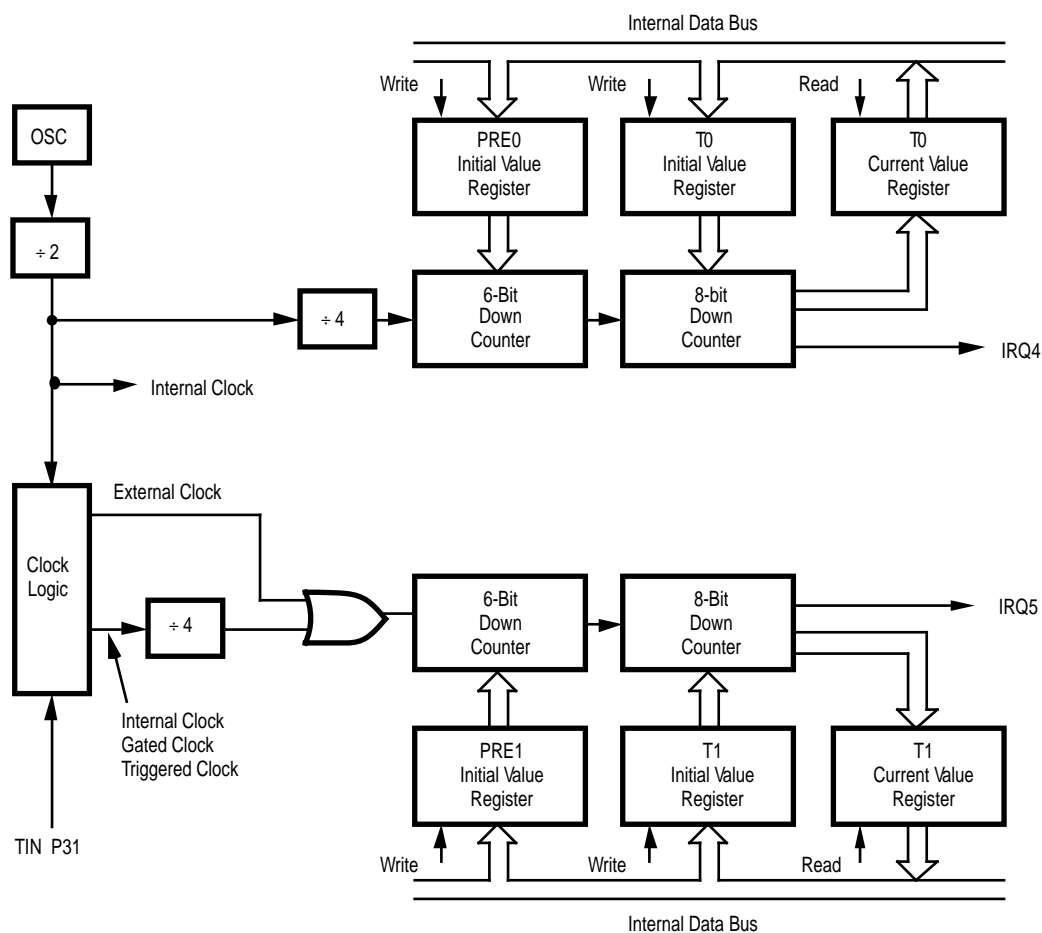 Internal Data Bus
Write
Write
Read
OSC
PRE0
Initial Value
Register
T0
Initial Value
Register
T0
Current Value
Register
÷ 2
÷ 4
6-Bit
Down
Counter
8-bit
Down
Counter
IRQ4
Internal Clock
External Clock
Clock
Logic
÷ 4
6-Bit
Down
Counter
8-Bit
Down
Counter
IRQ5
Internal Clock
Gated Clock
Triggered Clock
PRE1
Initial Value
Register
T1
Initial Value
Register
T1
Current Value
Register
TIN P31
Write
Write
Read
Internal Data Bus